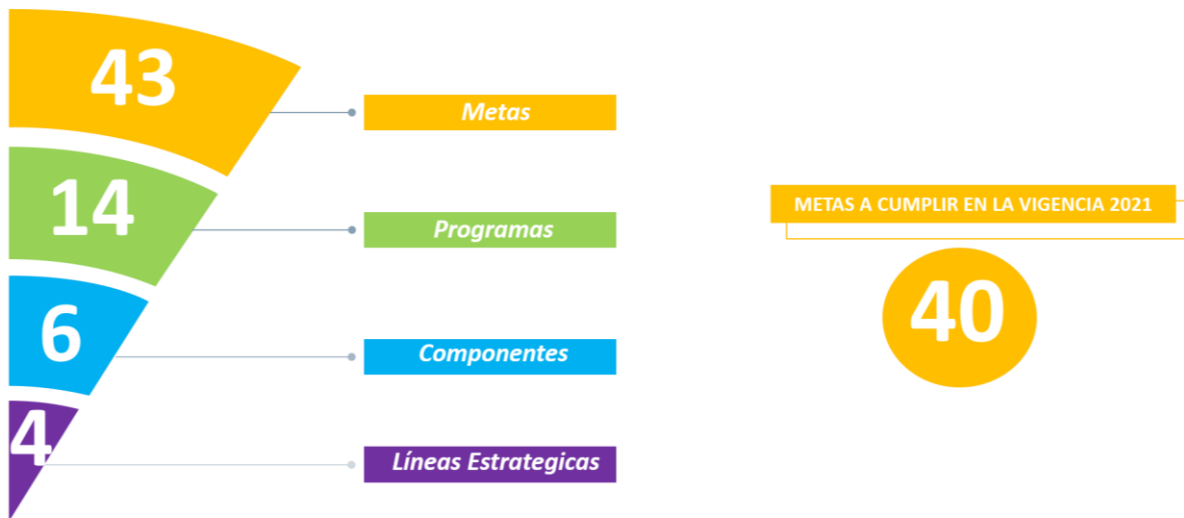 43
Metas
14
Programas
6
Componentes
4
Líneas Estrategicas
METAS A CUMPLIR EN LA VIGENCIA 2021
40